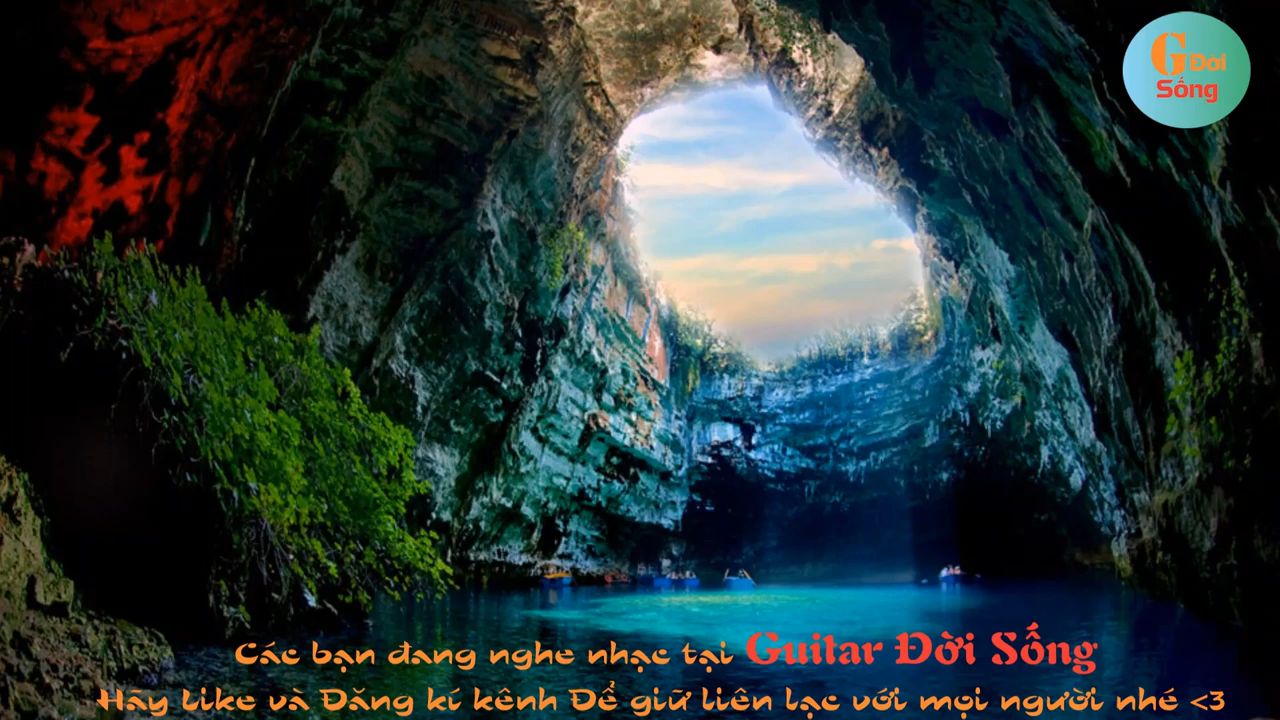 G Đời
Sống
Các bạn đang nghe nhạc tại Guitar Đời Sống
Hãy Like và Đăng kí kênh Để giữ liên lạc với mọi người nhé <3